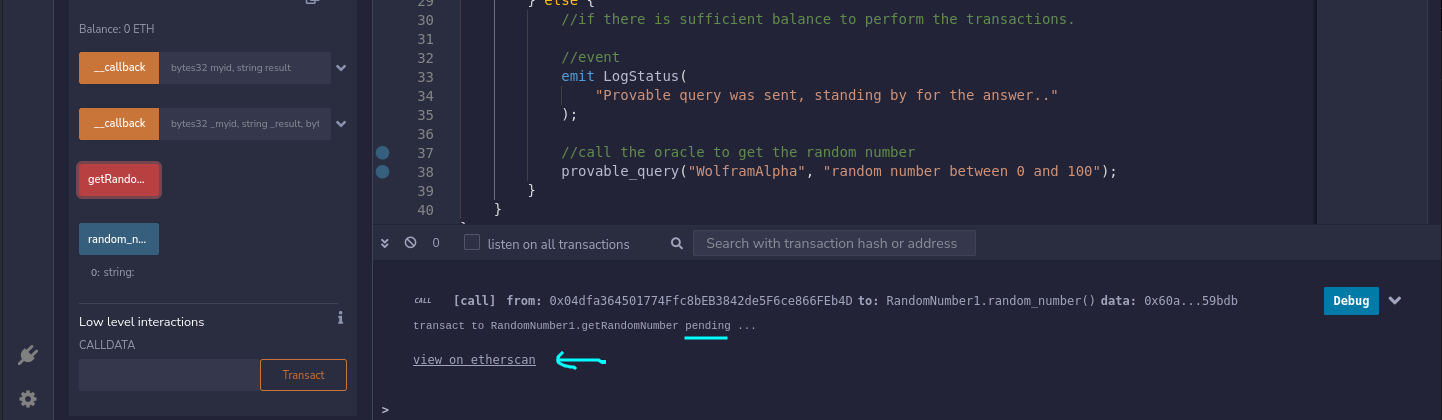 Balance: 0 ETH
__callback bytes32 myid, string result
__callback bytes32 _myid, string _result, byt
getRando...
random_n...
0: string:
Low level interactions
CALLDATA
Transact
29 } else {
30 //if there is sufficient balance to perform the transactions.
31
32 //event
33 emit LogStatus(
34 "Provable query was sent, standing by for the answer.."
35 );
36
37 //call the oracle to get the random number
38 provable_query("WolframAlpha", "random number between 0 and 100");
39 }
40 }
0 listen on all transactions Search with transaction hash or address
CALL [call] from: 0x04dfa364501774Ffc8bEB3842de5F6ce866FEb4D to: RandomNumber1.random_number() data: 0x60a...59bdb Debug
transact to RandomNumber1.getRandomNumber pending ...
view on etherscan
>